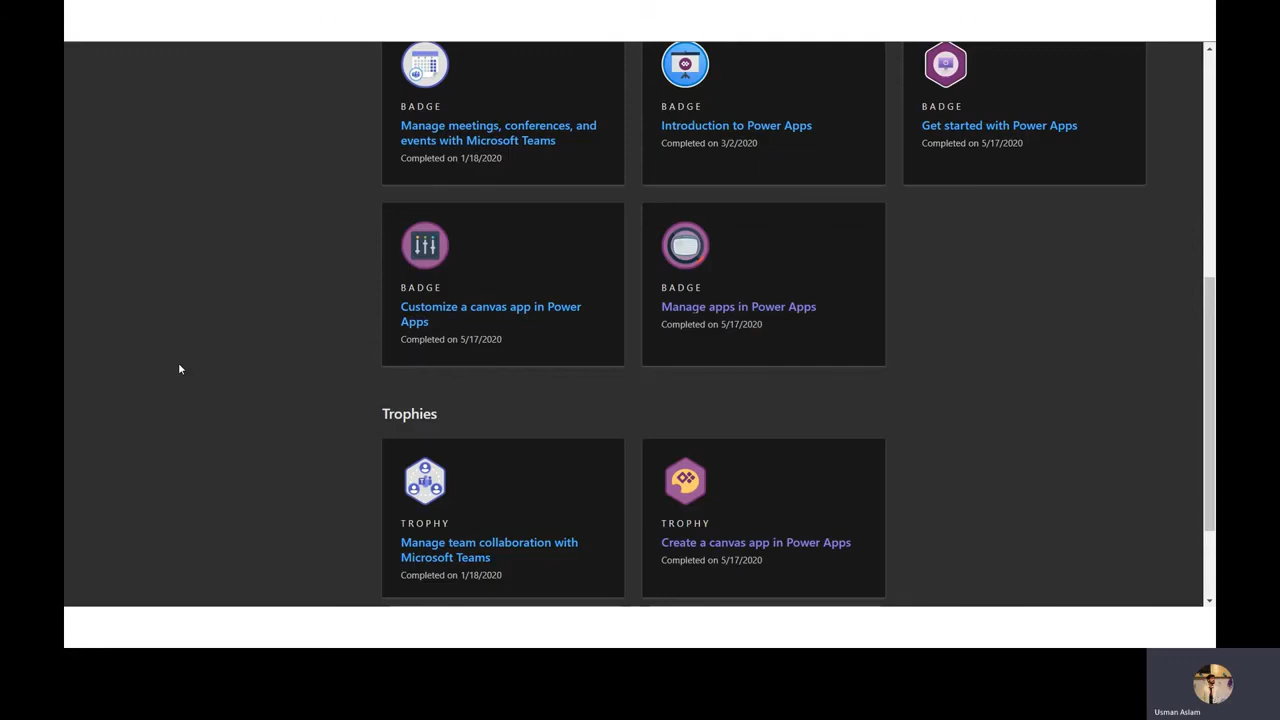 BADGE
Manage meetings, conferences, and
events with Microsoft Teams
Completed on 1/18/2020
BADGE
Introduction to Power Apps
Completed on 3/2/2020
BADGE
Get started with Power Apps
Completed on 5/17/2020
BADGE
Customize a canvas app in Power
Apps
Completed on 5/17/2020
BADGE
Manage apps in Power Apps
Completed on 5/17/2020
Trophies
TROPHY
Manage team collaboration with
Microsoft Teams
Completed on 1/18/2020
TROPHY
Create a canvas app in Power Apps
Completed on 5/17/2020
Usman Aslam